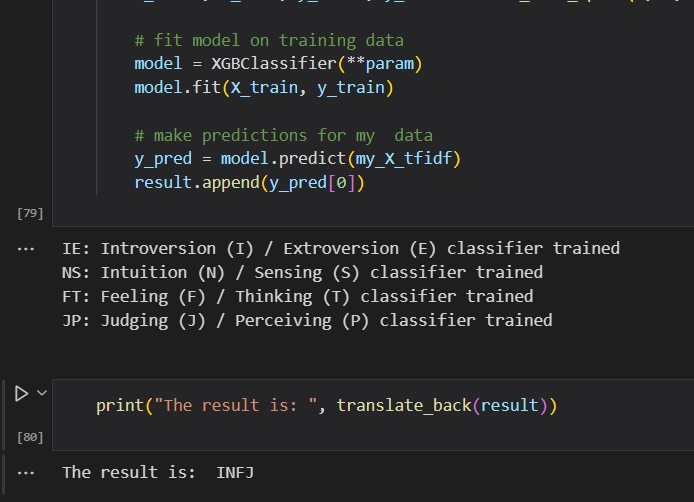 # fit model on training data
model = XGBClassifier(**param)
model.fit(X_train, y_train)
# make predictions for my  data
y_pred = model.predict(my_X_tfidf)
result.append(y_pred[0])
[79]
... IE: Introversion (I) / Extroversion (E) classifier trained
NS: Intuition (N) / Sensing (S) classifier trained
FT: Feeling (F) / Thinking (T) classifier trained
JP: Judging (J) / Perceiving (P) classifier trained
print("The result is: ", translate_back(result))
[80]
... The result is:  INFJ